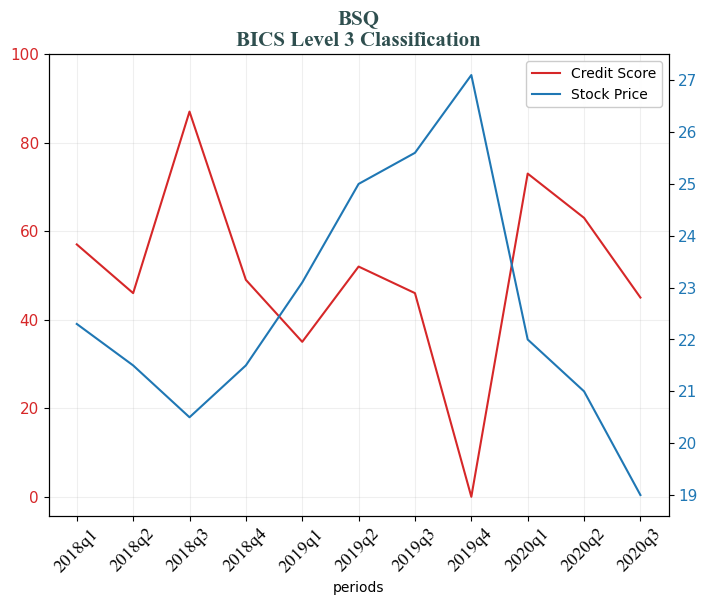 BSQ
BICS Level 3 Classification
100
80
60
40
20
0
Credit Score
Stock Price
27
26
25
24
23
22
21
20
19
2018q1
2018q2
2018q3
2018q4
2019q1
2019q2
2019q3
2019q4
2020q1
2020q2
2020q3
periods